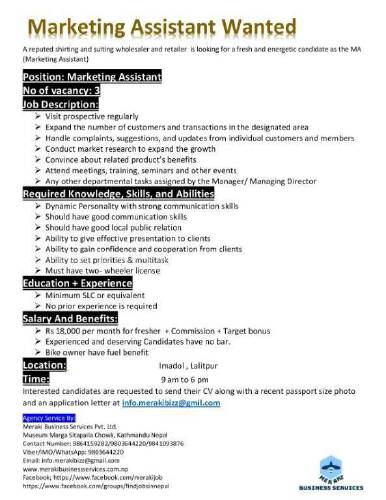 Marketing Assistant Wanted
A reputed shirting and suiting wholesaler and retailer is looking for a fresh and energetic candidate as the MA
(Marketing Assistant)
Position: Marketing Assistant
No of vacancy: 3
Job Description:
➢ Visit prospective regularly
➢ Expand the number of customers and transactions in the designated area
➢ Handle complaints, suggestions, and updates from individual customers and members
➢ Conduct market research to expand the growth
➢ Convince about related product's benefits
➢ Attend meetings, training, seminars and other events
➢ Any other departmental tasks assigned by the Manager/ Managing Director
Required Knowledge, Skills, and Abilities
➢ Dynamic Personality with strong communication skills
➢ Should have good communication skills
➢ Should have good local public relation
➢ Ability to give effective presentation to clients
➢ Ability to gain confidence and cooperation from clients
➢ Ability to set priorities & multitask
➢ Must have two- wheeler license
Education + Experience
➢ Minimum SLC or equivalent
➢ No prior experience is required
Salary And Benefits:
➢ Rs 18,000 per month for fresher + Commission + Target bonus
➢ Experienced and deserving Candidates have no bar.
➢ Bike owner have fuel benefit
Location: Imadol , Lalitpur
Time: 9 am to 6 pm
Interested candidates are requested to send their CV along with a recent passport size photo
and an application letter at info.merakibizz@gmil.com
Agency Service By:
Meraki Business Services Pvt. Ltd.
Museum Marga Sitapaila Chowk, Kathmandu Nepal
Contact Number: 9864159282/9803644220/9841093876
Viber/IMO/WhatsApp: 9803644220
Email: info.merakibizz@gmail.com
www.merakibusinessservices.com.np
Facebook; https://www.facebook.com/merakijob
https://www.facebook.com/groups/findjobsinnepal
MERAKI
BUSINESS SERVICES